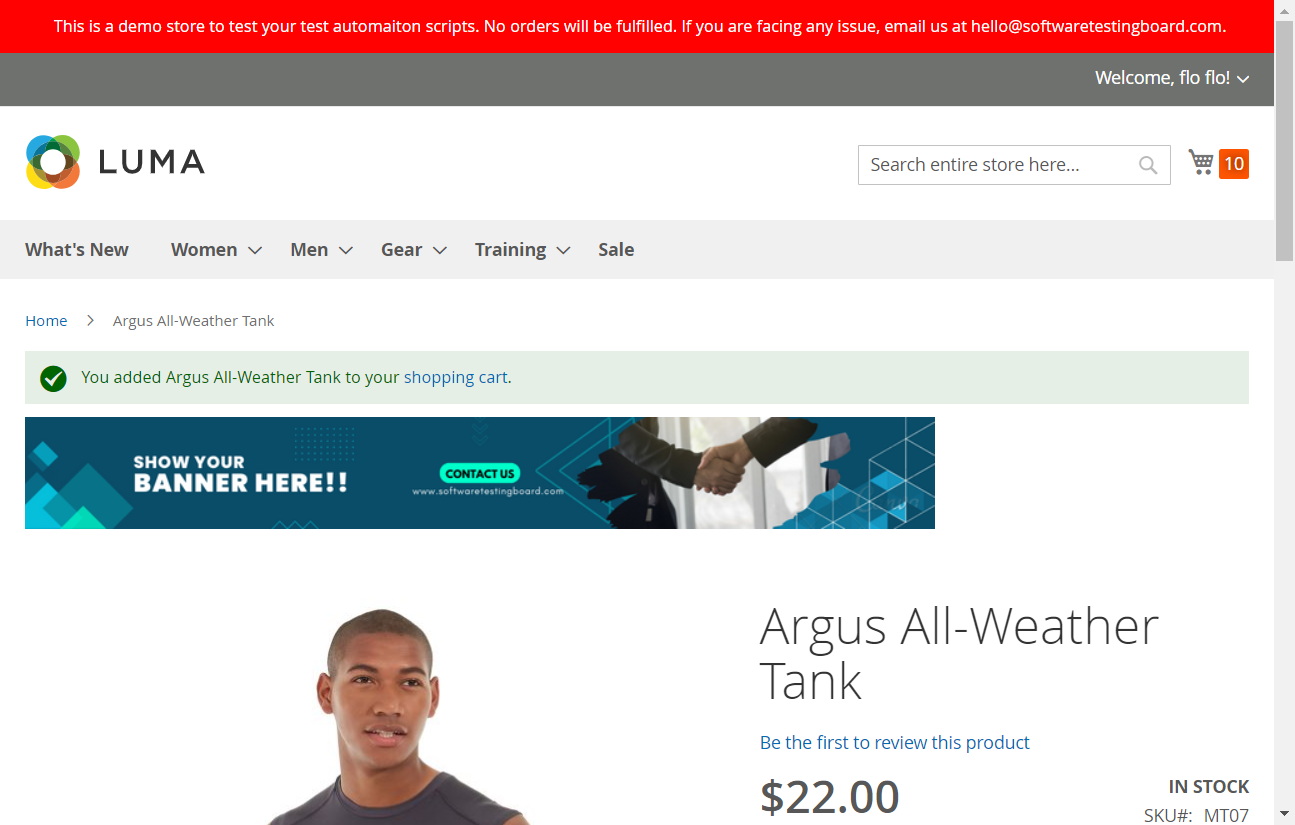 This is a demo store to test your test automaiton scripts. No orders will be fulfilled. If you are facing any issue, email us at hello@softwaretestingboard.com.
Welcome, flo flo!
LUMA
Search entire store here...
10
What's New Women Men Gear Training Sale
Home Argus All-Weather Tank
You added Argus All-Weather Tank to your shopping cart.
SHOW YOUR
BANNER HERE!!
CONTACT US
www.softwaretestingboard.com
Argus All-Weather
Tank
Be the first to review this product
$22.00
IN STOCK
SKU#: MT07